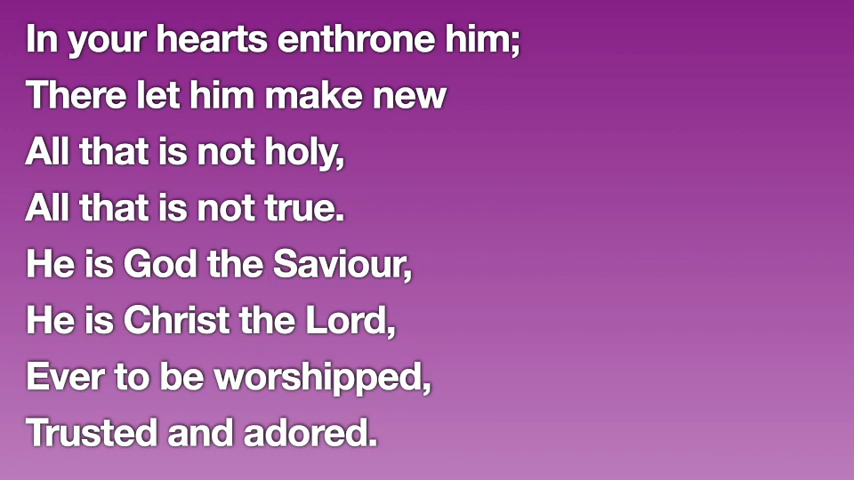 In your hearts enthrone him;
There let him make new
All that is not holy,
All that is not true.
He is God the Saviour,
He is Christ the Lord,
Ever to be worshipped,
Trusted and adored.